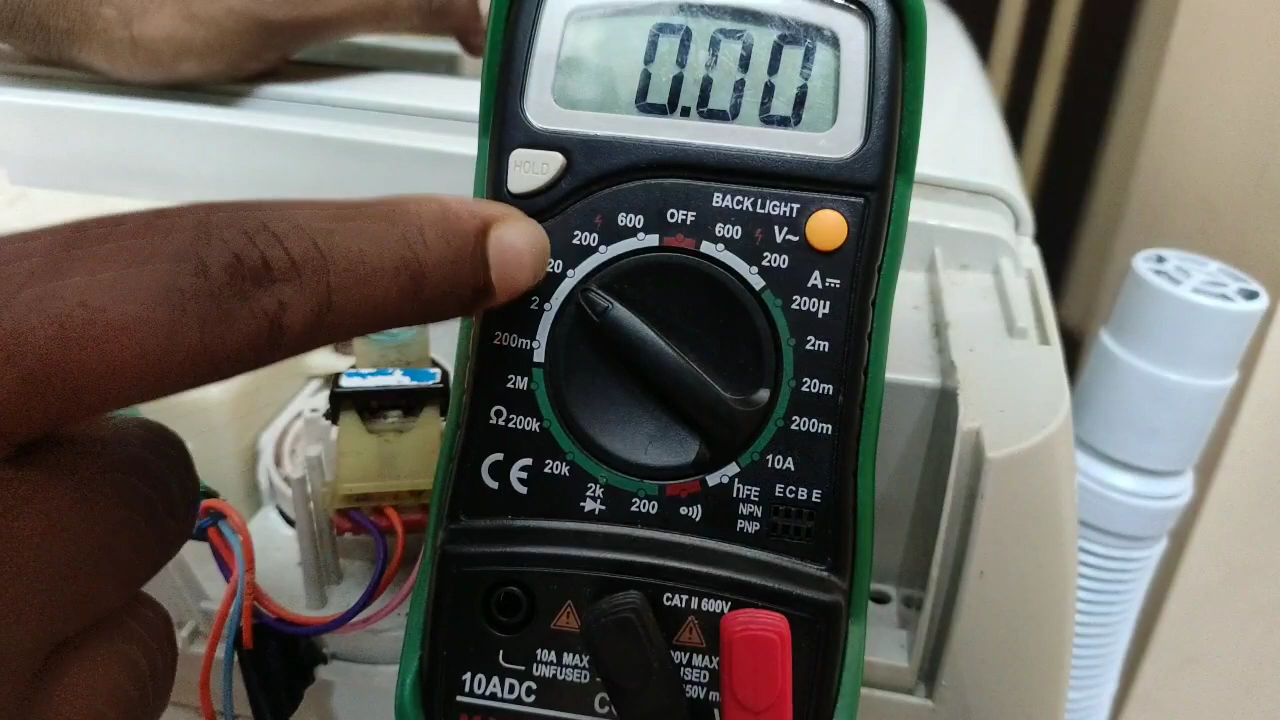 0.00
HOLD
BACK LIGHT
OFF
600
600
V~
200
200
20
A
200µ
2
200m
2m
2M
20m
Ω
200k
200m
CE
20k
10A
2k
200
hFE
E C B E
NPN
PNP
CAT II 600V
10A MAX
UNFUSED
MAX
10ADC